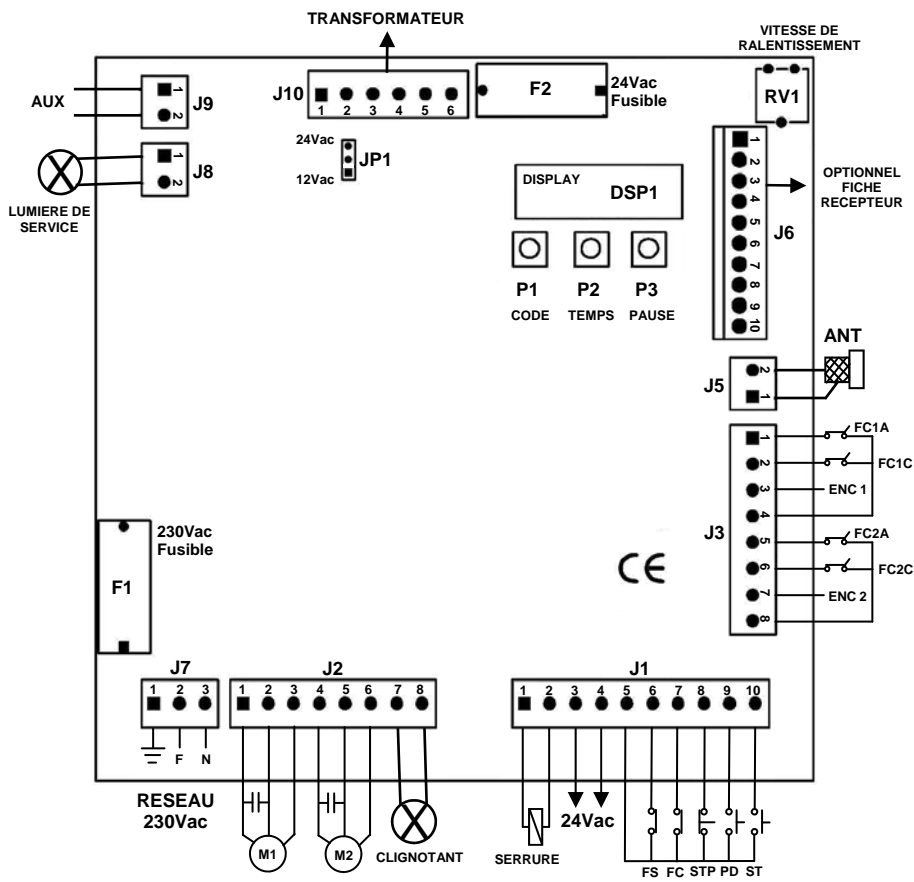 TRANSFORMATEUR
VITESSE DE
RALENTISSEMENT
AUX
1
2
J9
J10
1 2 3 4 5 6
F2
24Vac
Fusible
RV1
24Vac
JP1
12Vac
1
2
J8
LUMIERE DE
SERVICE
DISPLAY
DSP1
P1
P2
P3
CODE
TEMPS
PAUSE
1
2
3
4
5
6
7
8
9
10
J6
OPTIONNEL
FICHE
RECEPTEUR
ANT
J5
2
1
J3
1
2
3
4
5
6
7
8
FC1A
FC1C
ENC 1
FC2A
FC2C
ENC 2
CE
F1
230Vac
Fusible
J7
1 2 3
F N
RESEAU
230Vac
J2
1 2 3 4 5 6 7 8
M1
M2
CLIGNOTANT
J1
1 2 3 4 5 6 7 8 9 10
SERRURE
24Vac
FS FC STP PD ST